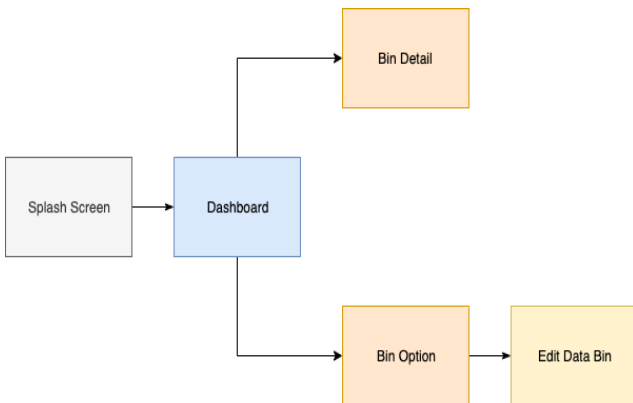 Bin Detail
Splash Screen
Dashboard
Bin Option
Edit Data Bin